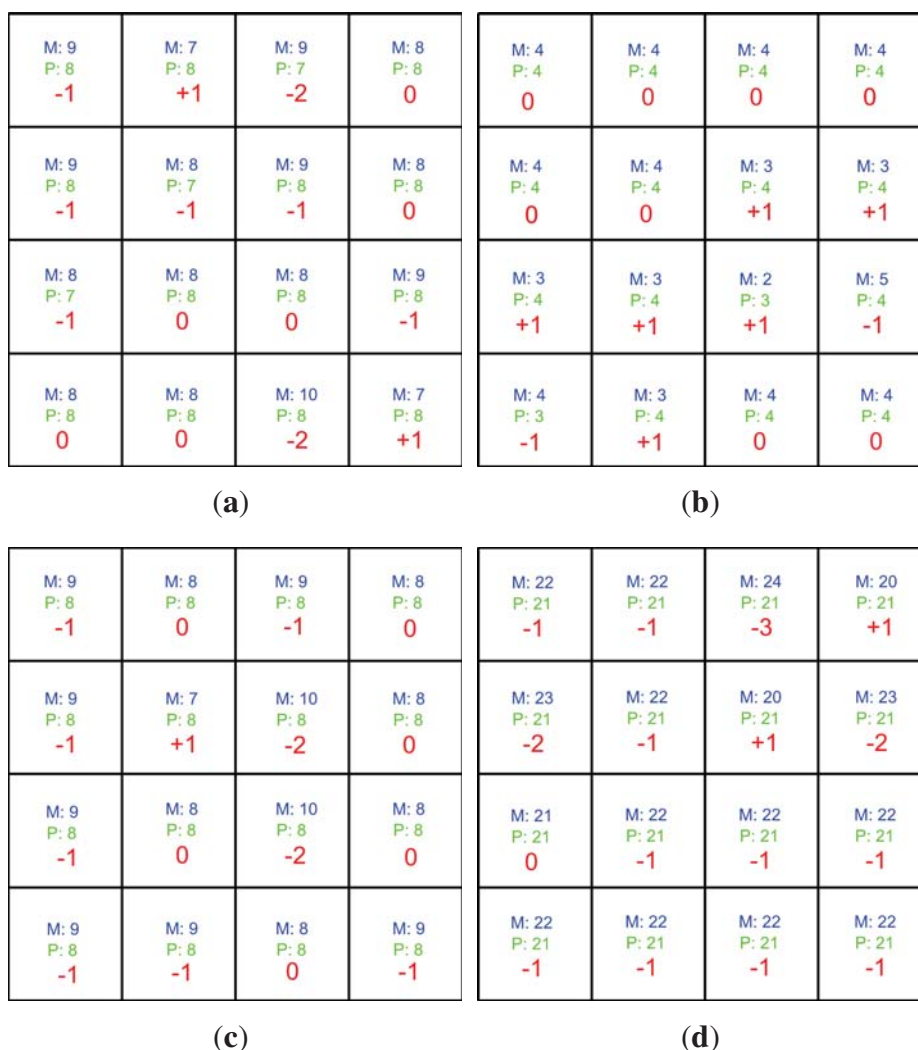 M: 9 M: 7 M: 9 M: 8
P: 8 P: 8 P: 7 P: 8
-1 +1 -2 0
M: 9 M: 8 M: 9 M: 8
P: 8 P: 7 P: 8 P: 8
-1 -1 -1 0
M: 8 M: 8 M: 8 M: 9
P: 7 P: 8 P: 8 P: 8
-1 0 0 -1
M: 8 M: 8 M: 10 M: 7
P: 8 P: 8 P: 8 P: 8
0 0 -2 +1
(a)
M: 4 M: 4 M: 4 M: 4
P: 4 P: 4 P: 4 P: 4
0 0 0 0
M: 4 M: 4 M: 3 M: 3
P: 4 P: 4 P: 4 P: 4
0 0 +1 +1
M: 3 M: 3 M: 2 M: 5
P: 4 P: 4 P: 3 P: 4
+1 +1 +1 -1
M: 4 M: 3 M: 4 M: 4
P: 3 P: 4 P: 4 P: 4
-1 +1 0 0
(b)
M: 9 M: 8 M: 9 M: 8
P: 8 P: 8 P: 8 P: 8
-1 0 -1 0
M: 9 M: 7 M: 10 M: 8
P: 8 P: 8 P: 8 P: 8
-1 +1 -2 0
M: 9 M: 8 M: 10 M: 8
P: 8 P: 8 P: 8 P: 8
-1 0 -2 0
M: 9 M: 9 M: 8 M: 9
P: 8 P: 8 P: 8 P: 8
-1 -1 0 -1
(c)
M: 22 M: 22 M: 24 M: 20
P: 21 P: 21 P: 21 P: 21
-1 -1 -3 +1
M: 23 M: 22 M: 20 M: 23
P: 21 P: 21 P: 21 P: 21
-2 -1 +1 -2
M: 21 M: 22 M: 22 M: 22
P: 21 P: 21 P: 21 P: 21
0 -1 -1 -1
M: 22 M: 22 M: 22 M: 22
P: 21 P: 21 P: 21 P: 21
-1 -1 -1 -1
(d)